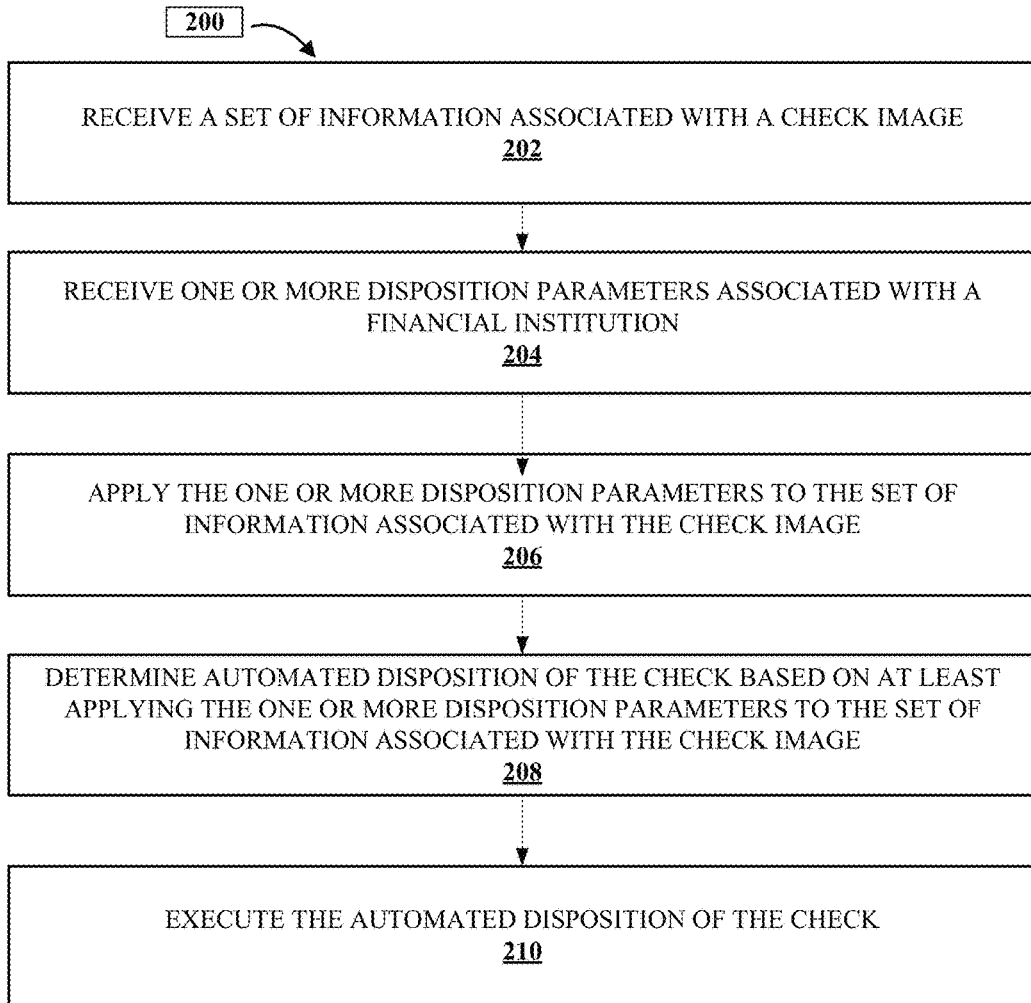 200
RECEIVE A SET OF INFORMATION ASSOCIATED WITH A CHECK IMAGE
202
RECEIVE ONE OR MORE DISPOSITION PARAMETERS ASSOCIATED WITH A
FINANCIAL INSTITUTION
204
APPLY THE ONE OR MORE DISPOSITION PARAMETERS TO THE SET OF
INFORMATION ASSOCIATED WITH THE CHECK IMAGE
206
DETERMINE AUTOMATED DISPOSITION OF THE CHECK BASED ON AT LEAST
APPLYING THE ONE OR MORE DISPOSITION PARAMETERS TO THE SET OF
INFORMATION ASSOCIATED WITH THE CHECK IMAGE
208
EXECUTE THE AUTOMATED DISPOSITION OF THE CHECK
210